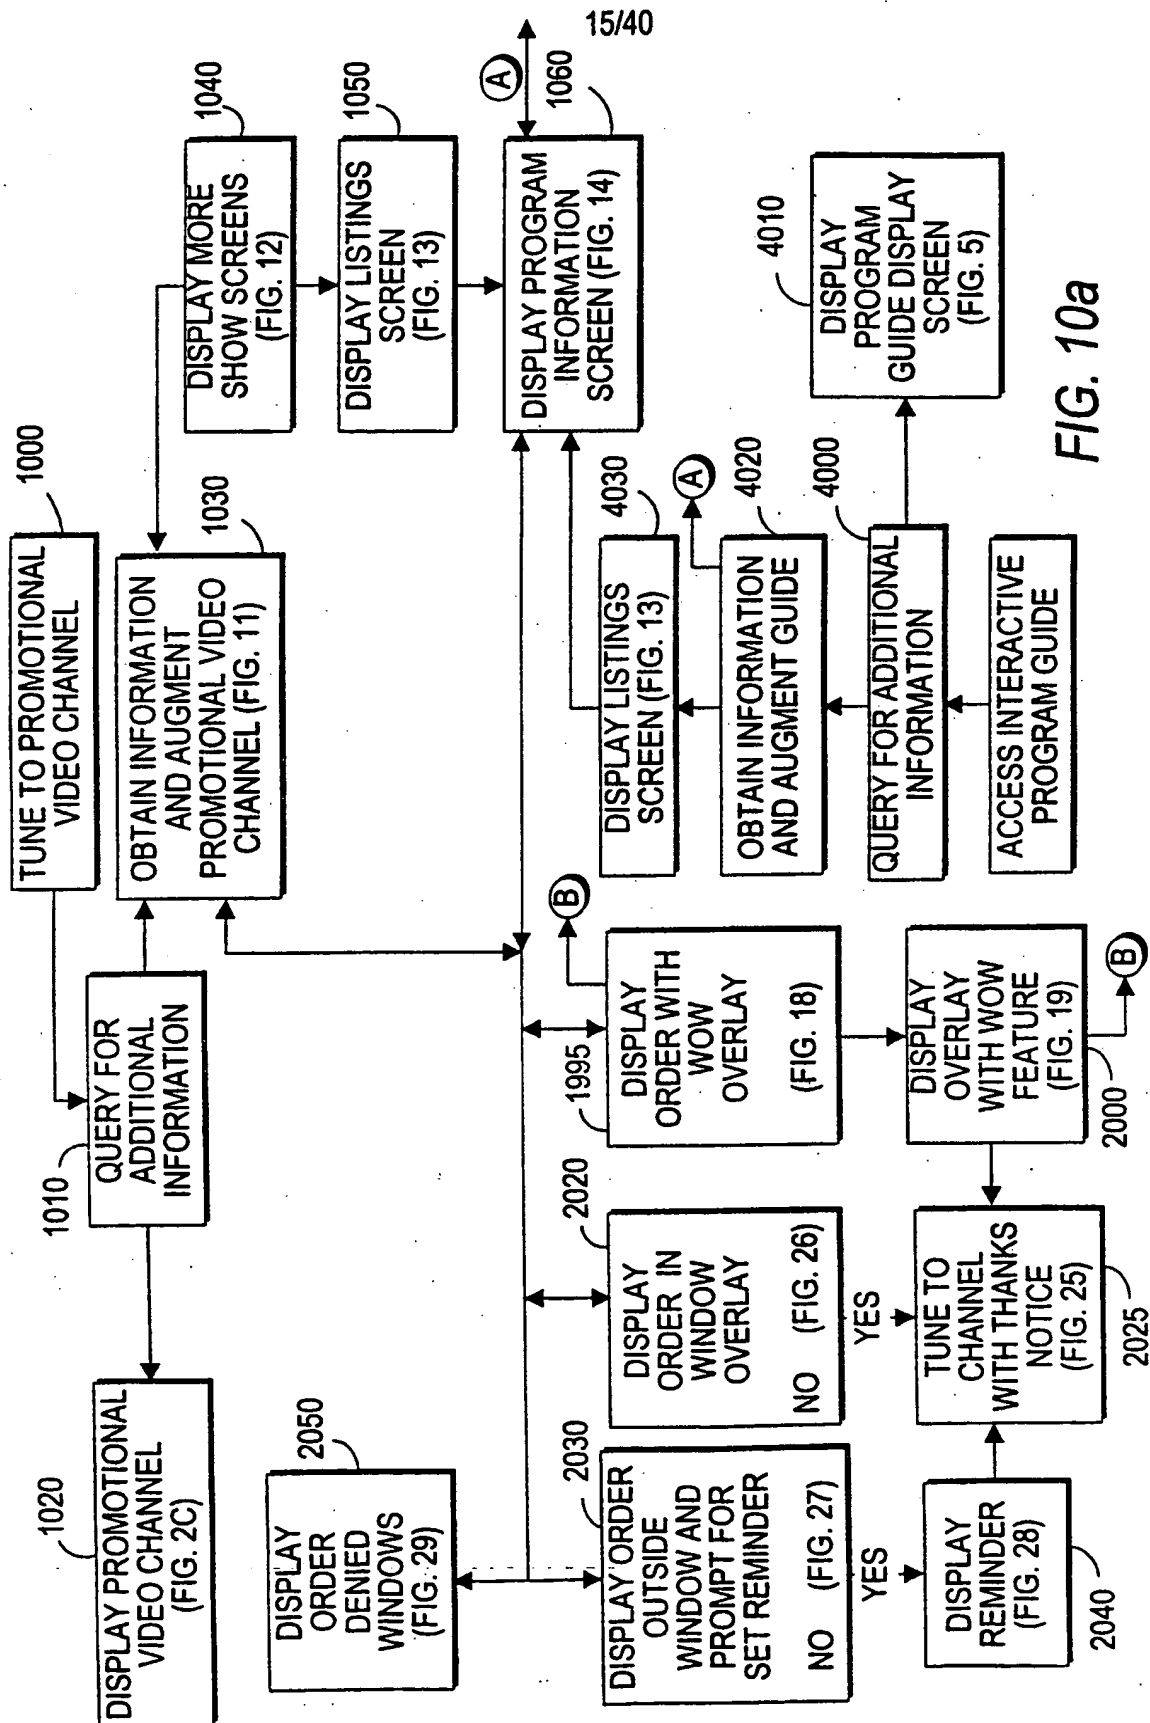 15/40
1000
TUNE TO PROMOTIONAL
VIDEO CHANNEL
1010
QUERY FOR
ADDITIONAL
INFORMATION
1020
DISPLAY PROMOTIONAL
VIDEO CHANNEL
(FIG. 2C)
1030
OBTAIN INFORMATION
AND AUGMENT
PROMOTIONAL VIDEO
CHANNEL (FIG. 11)
1040
DISPLAY MORE
SHOW SCREENS
(FIG. 12)
1050
DISPLAY LISTINGS
SCREEN
(FIG. 13)
A
1060
DISPLAY PROGRAM
INFORMATION
SCREEN (FIG. 14)
2050
DISPLAY
ORDER
DENIED
WINDOWS
(FIG. 29)
2030
DISPLAY ORDER
OUTSIDE
WINDOW AND
PROMPT FOR
SET REMINDER
NO (FIG. 27)
YES
DISPLAY
REMINDER
(FIG. 28)
2040
2020
DISPLAY
ORDER IN
WINDOW
OVERLAY
NO (FIG. 26)
YES
TUNE TO
CHANNEL
WITH THANKS
NOTICE
(FIG. 25)
2025
1995
DISPLAY
ORDER WITH
WOW
OVERLAY
(FIG. 18)
B
DISPLAY
OVERLAY
WITH WOW
FEATURE
(FIG. 19)
2000
B
4030
DISPLAY LISTINGS
SCREEN (FIG. 13)
A
4020
OBTAIN INFORMATION
AND AUGMENT GUIDE
4000
QUERY FOR ADDITIONAL
INFORMATION
ACCESS INTERACTIVE
PROGRAM GUIDE
4010
DISPLAY
PROGRAM
GUIDE DISPLAY
SCREEN
(FIG. 5)
FIG. 10a